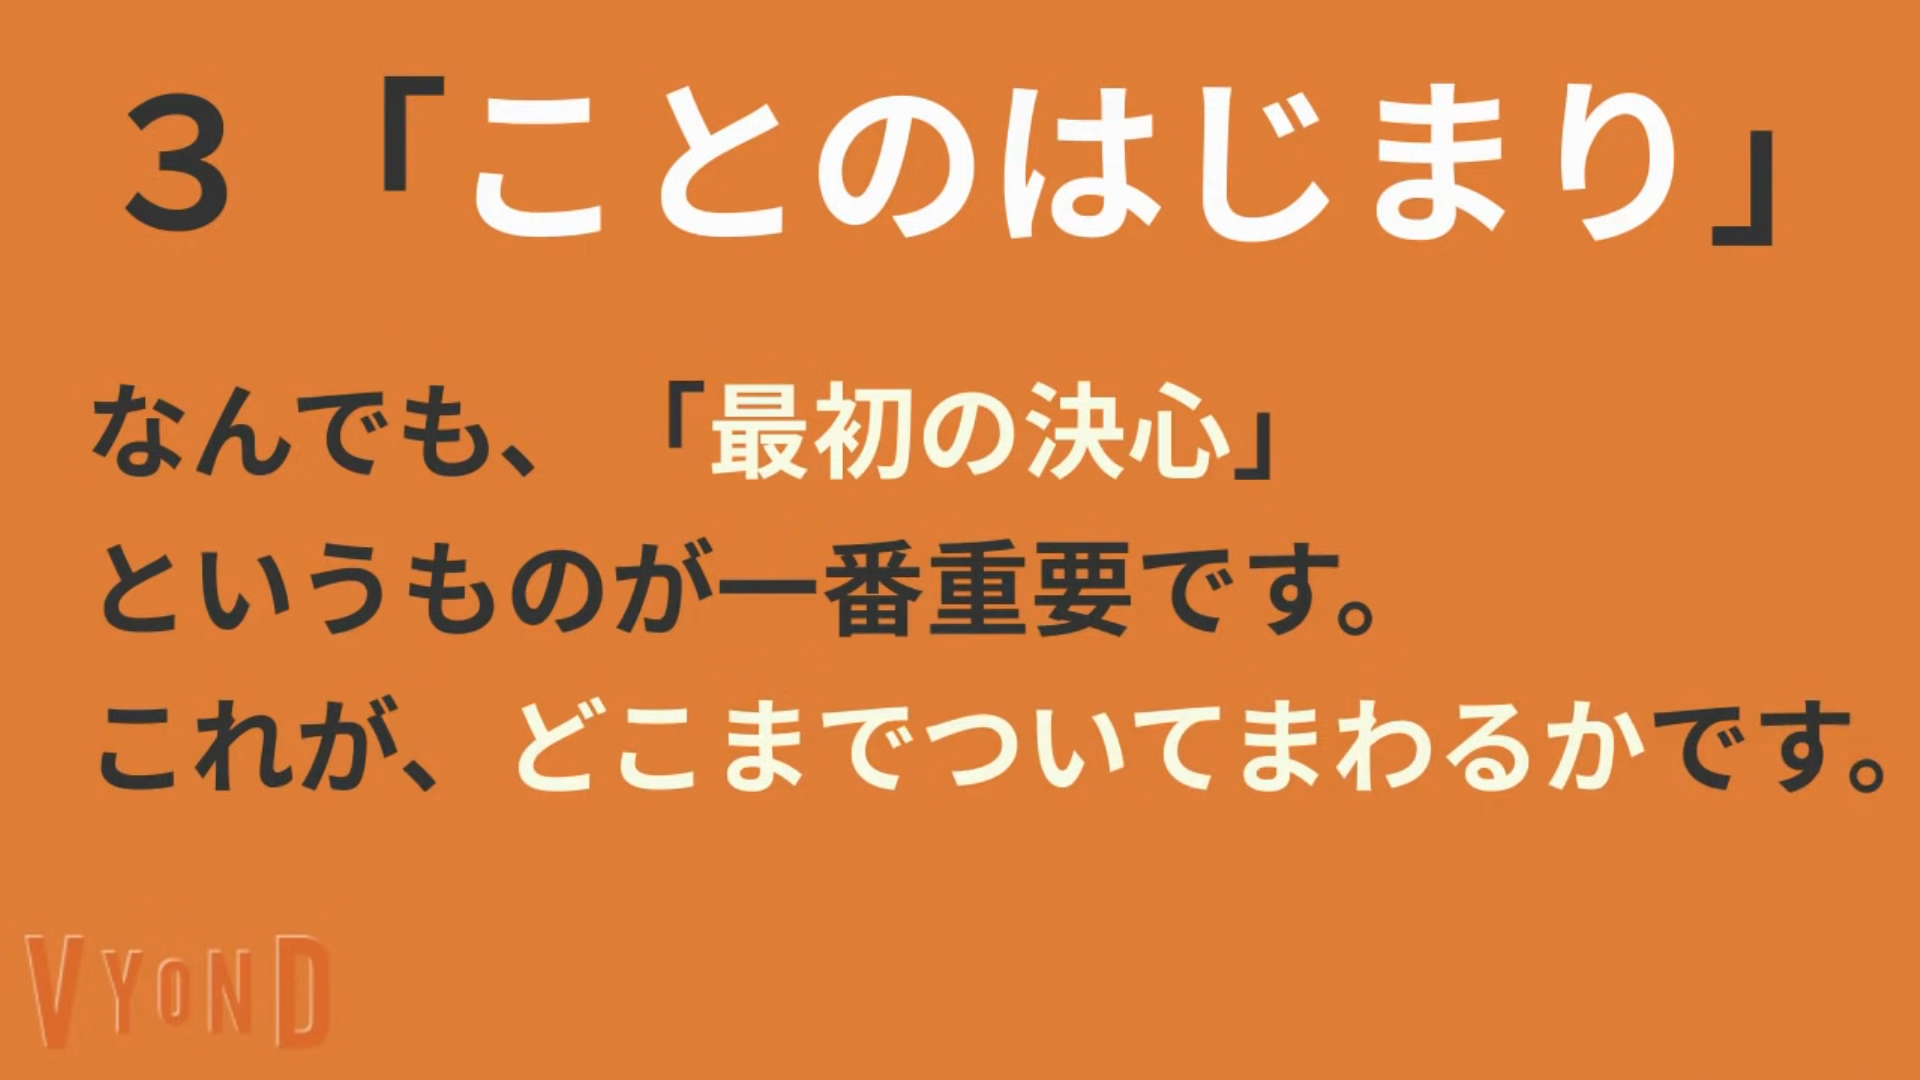 ３「ことのはじまり」
なんでも、「最初の決心」
というものが一番重要です。
これが、どこまでついてまわるかです。
VYOND